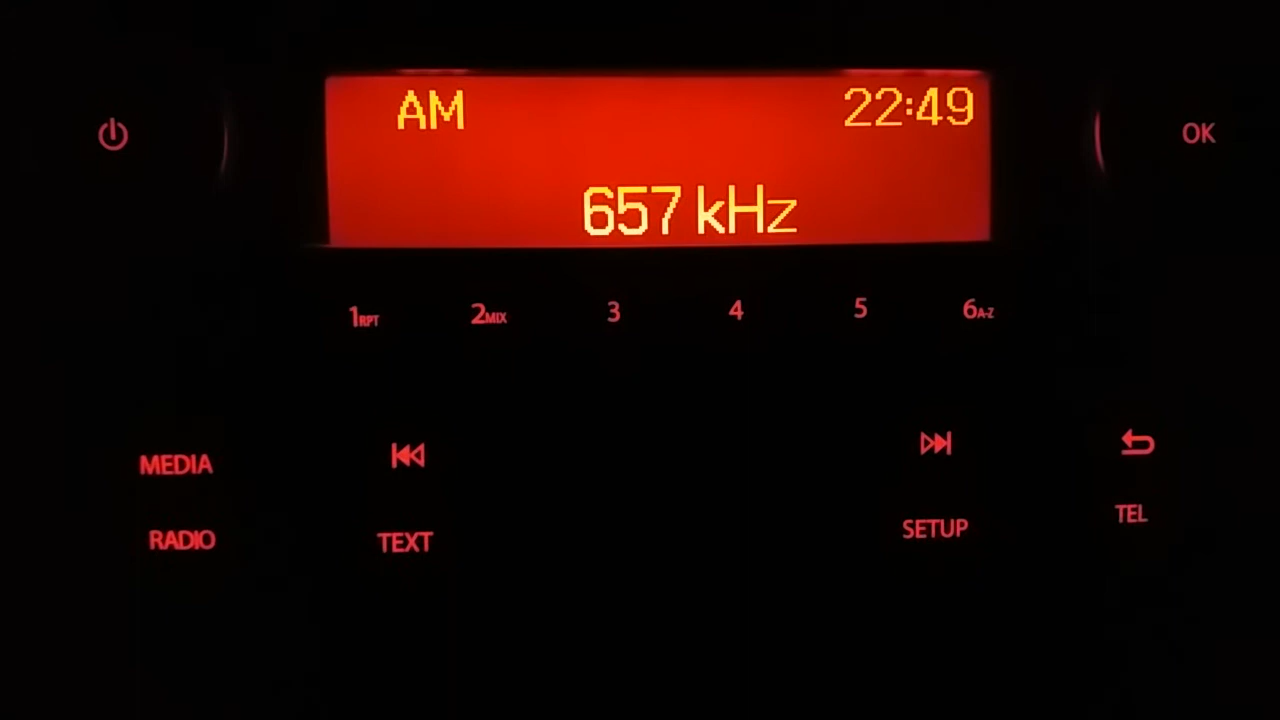 AM 22:49
657 kHz
OK
1RPT 2MIX 3 4 5 6A-Z
MEDIA
RADIO TEXT SETUP TEL